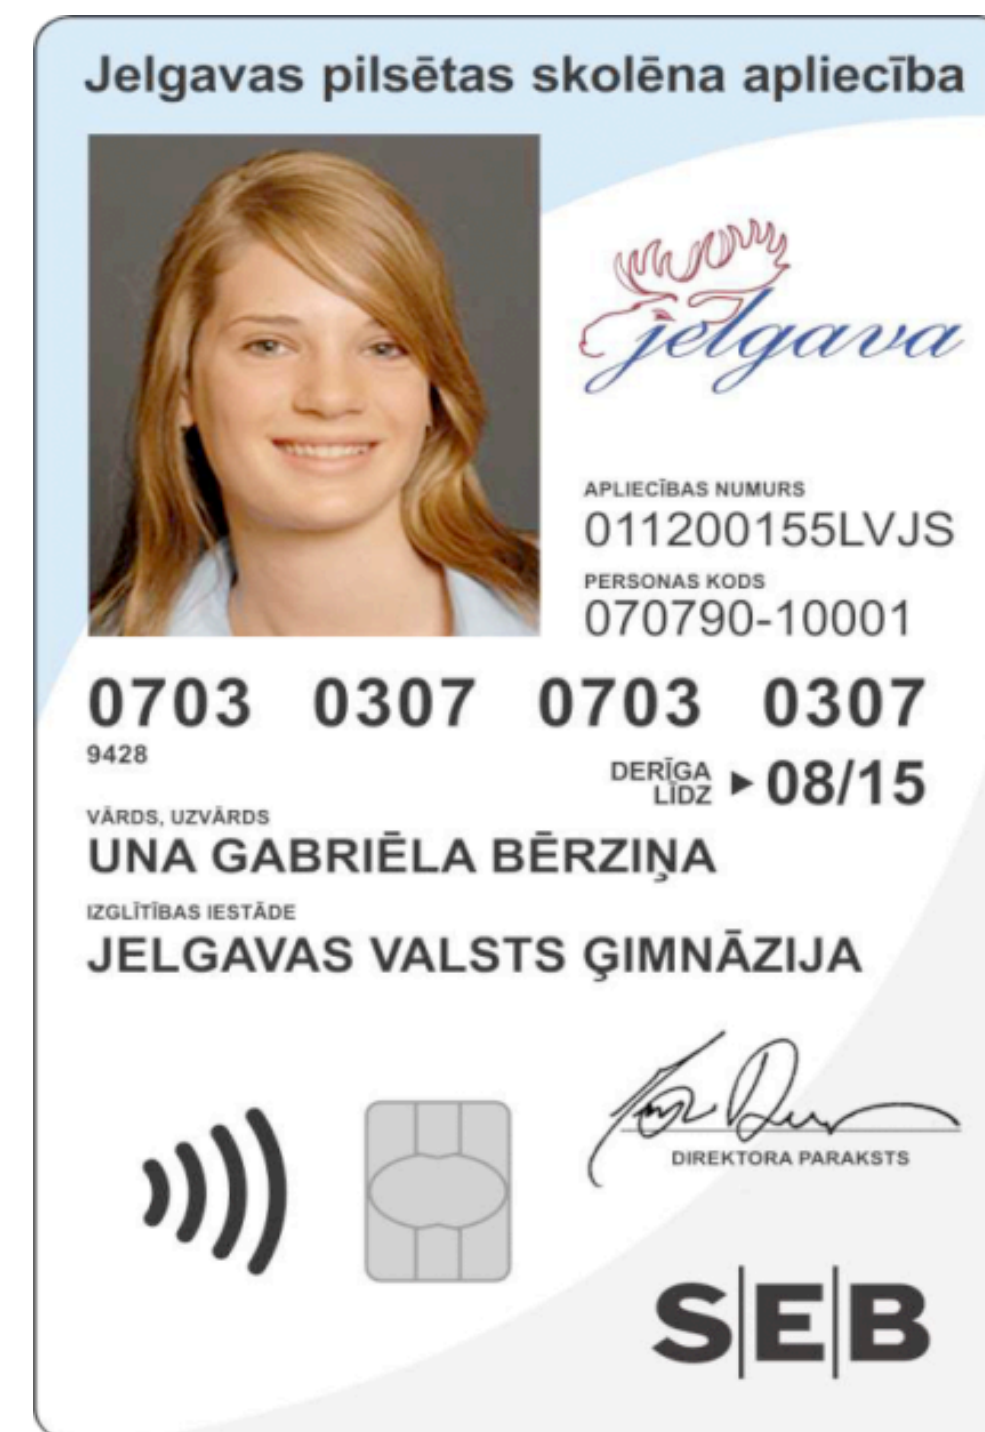 Jelgavas pilsētas skolēna apliecība
jelgava
APLIECĪBAS NUMURS
011200155LVJS
PERSONAS KODS
070790-10001
0703 0307 0703 0307
9428
DERĪGA LĪDZ ► 08/15
VĀRDS, UZVĀRDS
UNA GABRIĒLA BĒRZIŅA
IZGLĪTĪBAS IESTĀDE
JELGAVAS VALSTS ĢIMNĀZIJA
DIREKTORA PARAKSTS
SEB